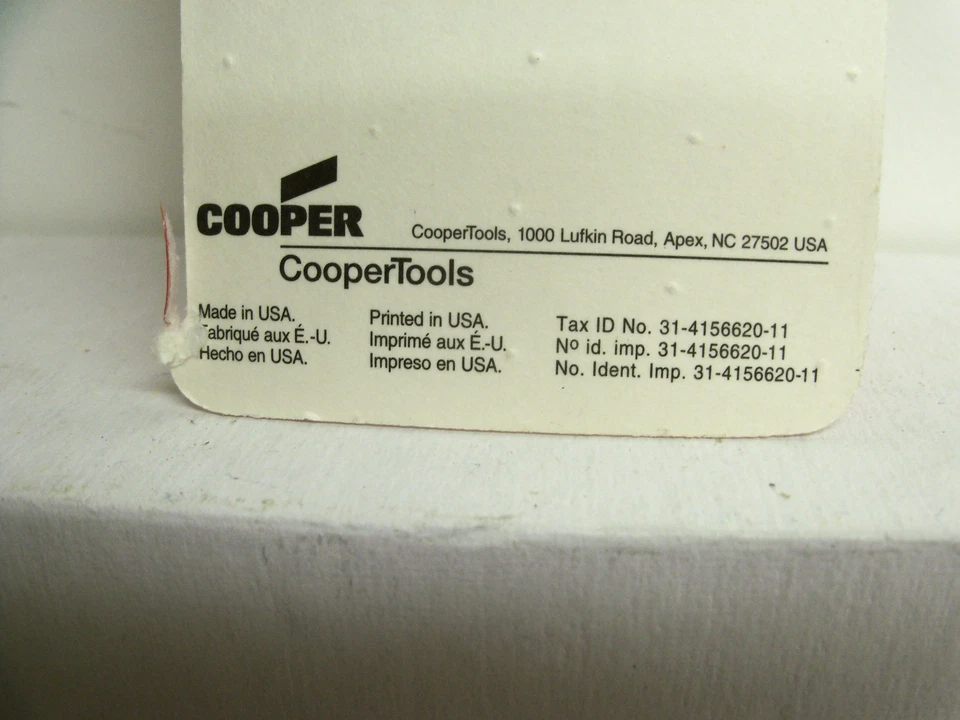 COOPER
CooperTools, 1000 Lufkin Road, Apex, NC 27502 USA
CooperTools
Made in USA.
Fabriqué aux É.-U.
Hecho en USA.
Printed in USA.
Imprimé aux É.-U.
Impreso en USA.
Tax ID No. 31-4156620-11
Nº id. imp. 31-4156620-11
No. Ident. Imp. 31-4156620-11